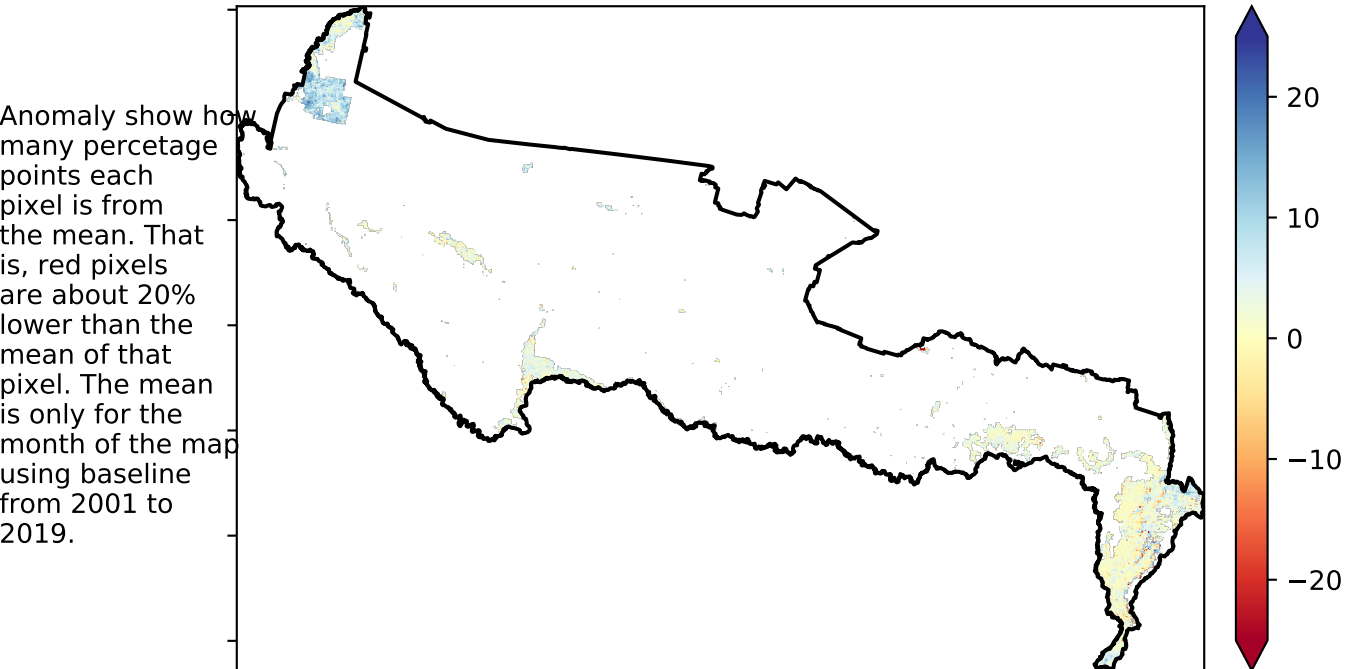 Anomaly show how
many percetage
points each
pixel is from
the mean. That
is, red pixels
are about 20%
lower than the
mean of that
pixel. The mean
is only for the
month of the map
using baseline
from 2001 to
2019.
20
10
0
−10
−20